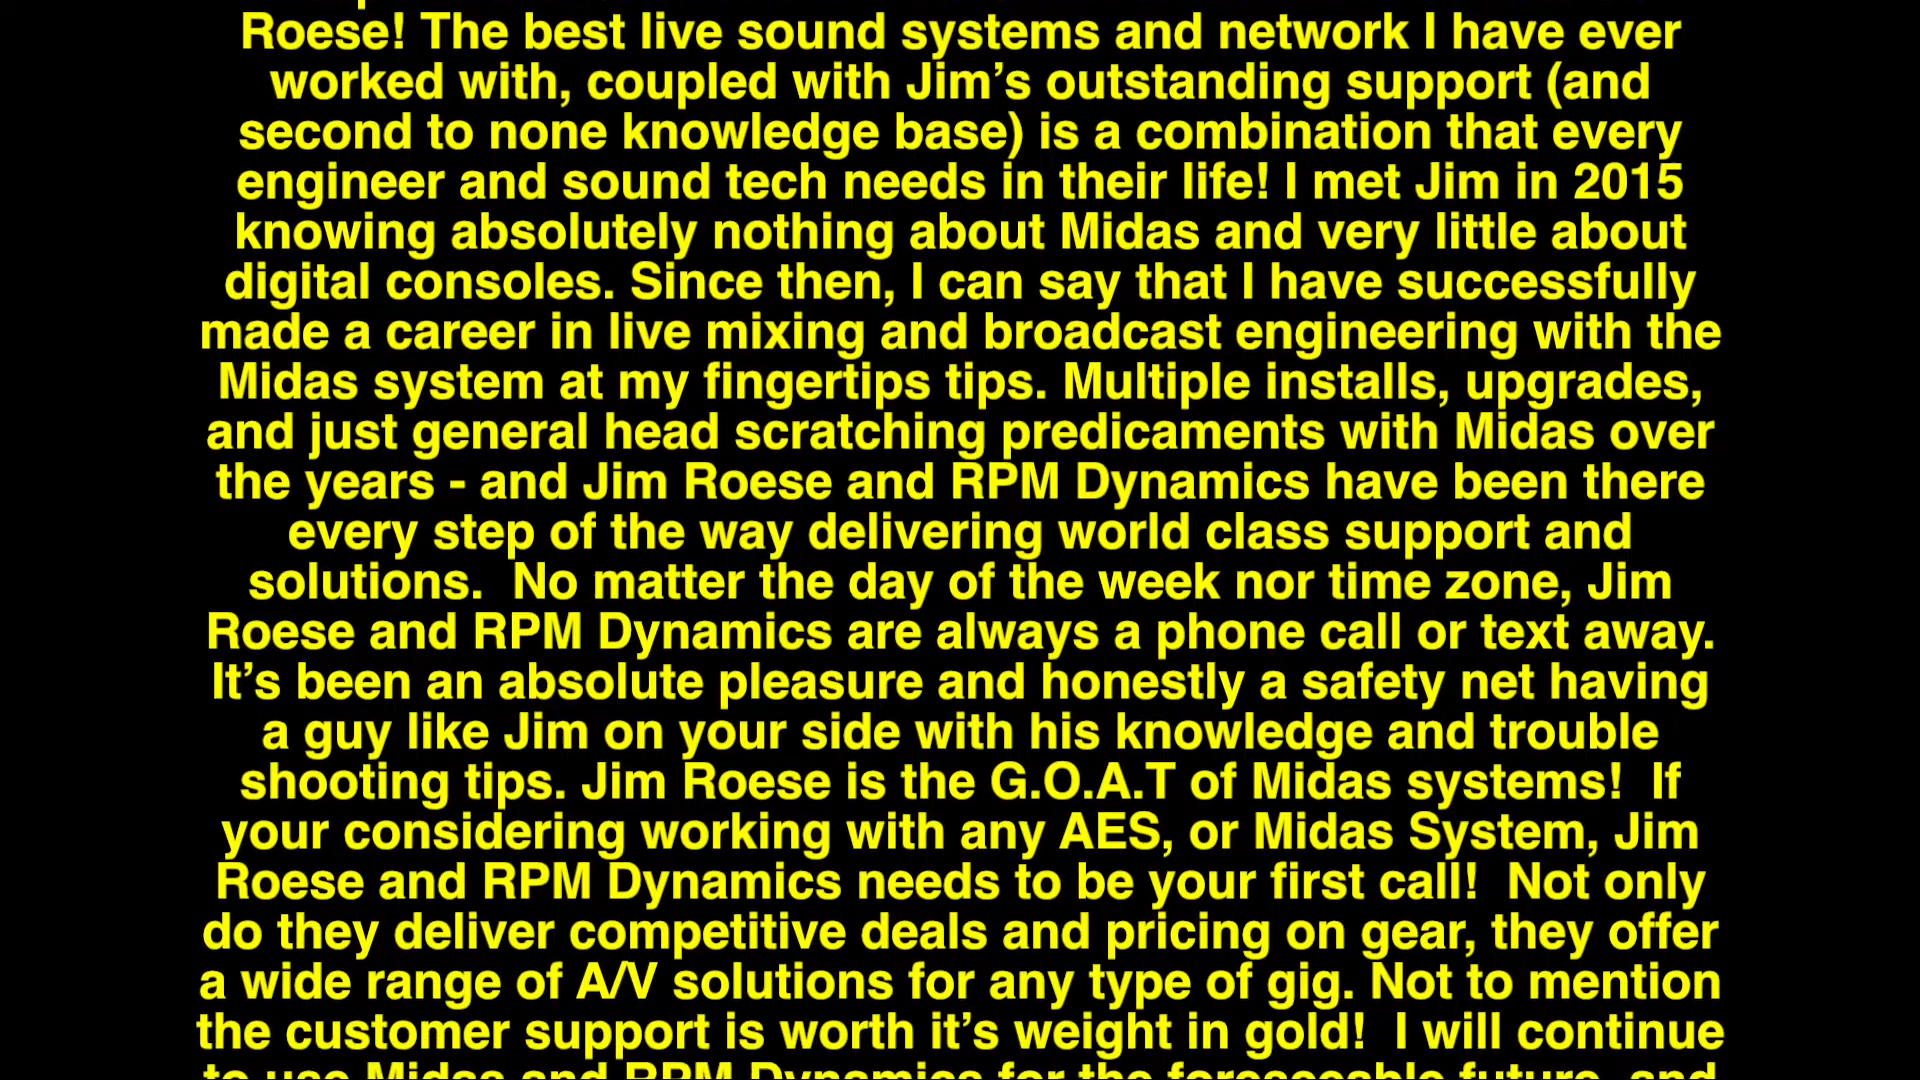 Roese! The best live sound systems and network I have ever
worked with, coupled with Jim’s outstanding support (and
second to none knowledge base) is a combination that every
engineer and sound tech needs in their life! I met Jim in 2015
knowing absolutely nothing about Midas and very little about
digital consoles. Since then, I can say that I have successfully
made a career in live mixing and broadcast engineering with the
Midas system at my fingertips tips. Multiple installs, upgrades,
and just general head scratching predicaments with Midas over
the years - and Jim Roese and RPM Dynamics have been there
every step of the way delivering world class support and
solutions.  No matter the day of the week nor time zone, Jim
Roese and RPM Dynamics are always a phone call or text away.
It’s been an absolute pleasure and honestly a safety net having
a guy like Jim on your side with his knowledge and trouble
shooting tips. Jim Roese is the G.O.A.T of Midas systems!  If
your considering working with any AES, or Midas System, Jim
Roese and RPM Dynamics needs to be your first call!  Not only
do they deliver competitive deals and pricing on gear, they offer
a wide range of A/V solutions for any type of gig. Not to mention
the customer support is worth it’s weight in gold!  I will continue
to use Midas and RPM Dynamics for the foreseeable future, and